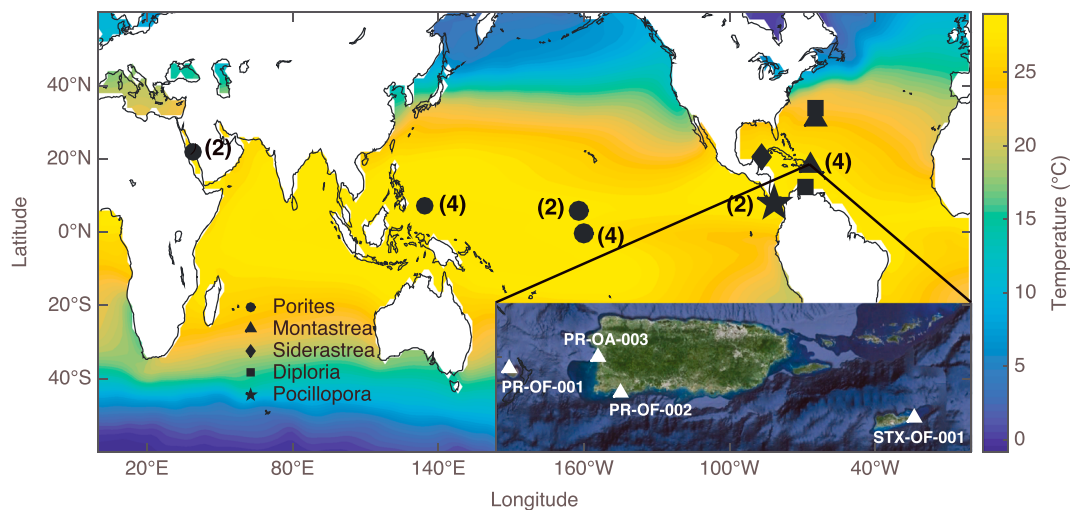 40°N
20°N
0°N
20°S
40°S
Latitude
20°E
80°E
140°E
160°W
100°W
40°W
Longitude
(2)
(4)
(2)
(4)
(2)
(4)
Porites
Montastrea
Siderastrea
Diploria
Pocillopora
PR-OA-003
PR-OF-001
PR-OF-002
STX-OF-001
25
20
15
10
5
0
Temperature (°C)